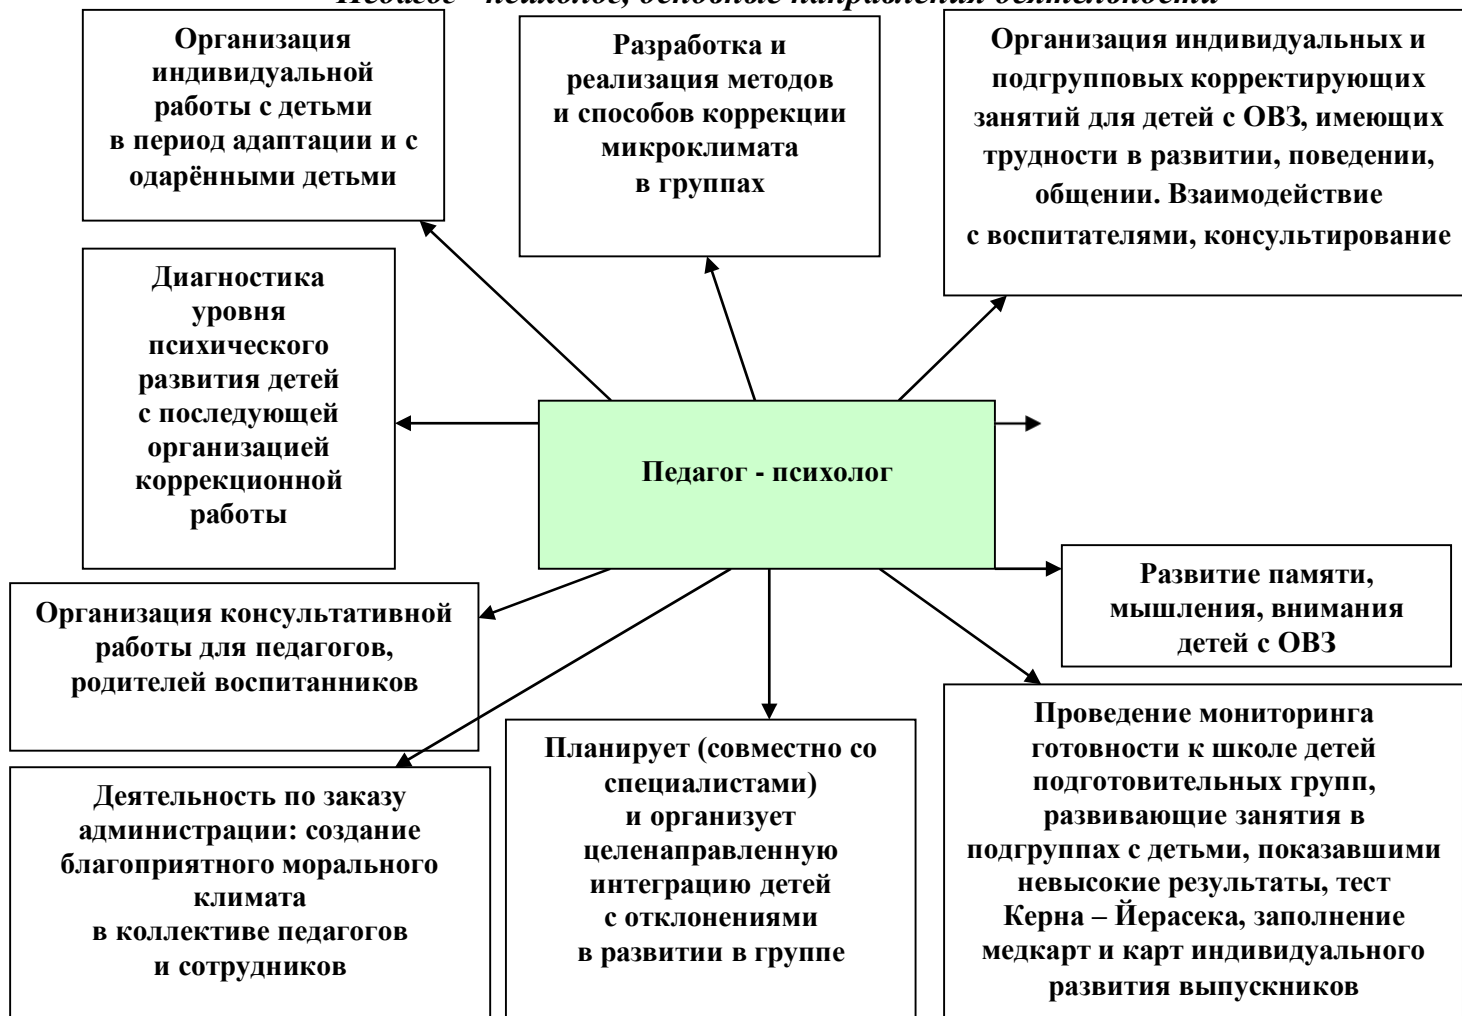 Педагог - психолог, основные направления деятельности
Организация
индивидуальной
работы с детьми
в период адаптации и с
одарёнными детьми
Разработка и
реализация методов
и способов коррекции
микроклимата
в группах
Организация индивидуальных и
подгрупповых корректирующих
занятий для детей с ОВЗ, имеющих
трудности в развитии, поведении,
общении. Взаимодействие
с воспитателями, консультирование
Диагностика
уровня
психического
развития детей
с последующей
организацией
коррекционной
работы
Педагог - психолог
Развитие памяти,
мышления, внимания
детей с ОВЗ
Организация консультативной
работы для педагогов,
родителей воспитанников
Деятельность по заказу
администрации: создание
благоприятного морального
климата
в коллективе педагогов
и сотрудников
Планирует (совместно со
специалистами)
и организует
целенаправленную
интеграцию детей
с отклонениями
в развитии в группе
Проведение мониторинга
готовности к школе детей
подготовительных групп,
развивающие занятия в
подгруппах с детьми, показавшими
невысокие результаты, тест
Керна – Йерасека, заполнение
медкарт и карт индивидуального
развития выпускников